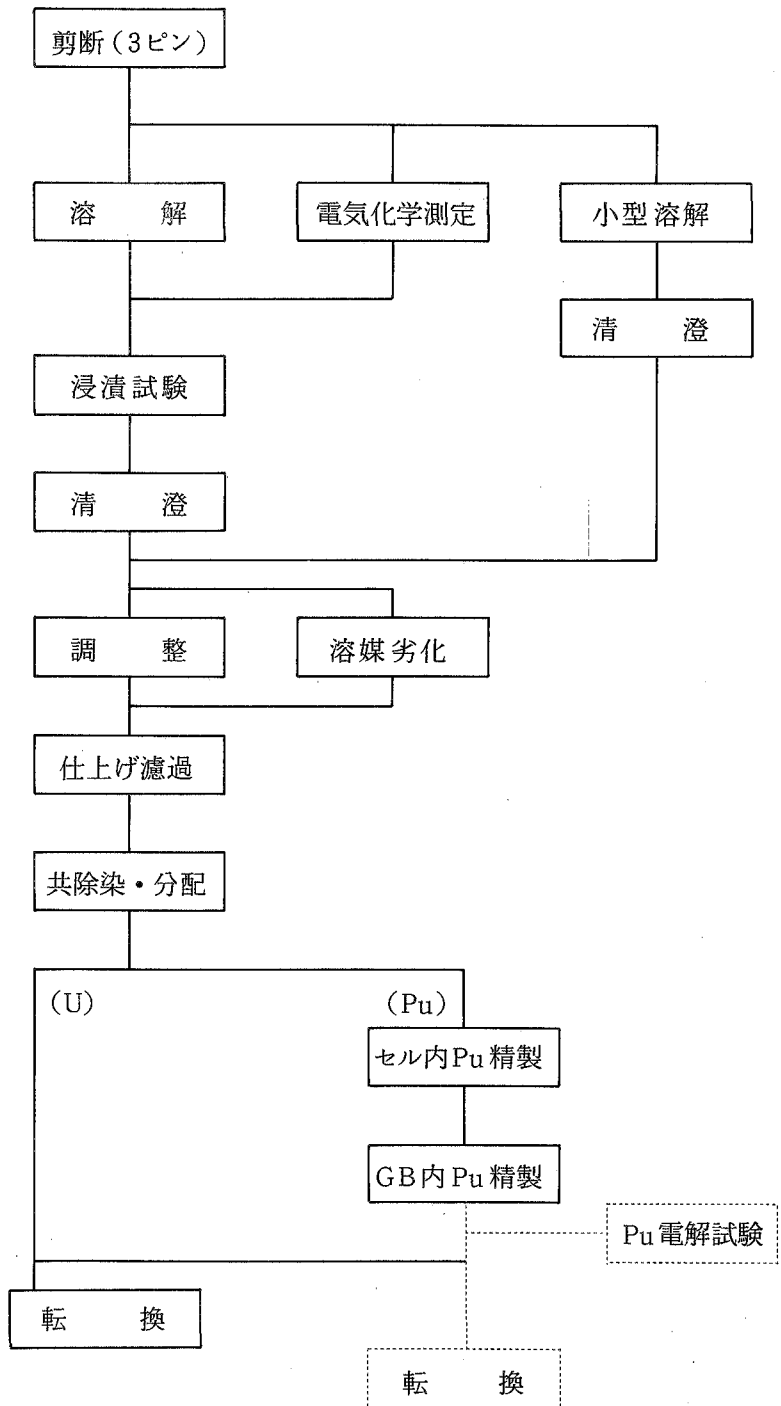 剪断（3ピン）
溶解
電気化学測定
小型溶解
清澄
浸漬試験
清澄
調整
溶媒劣化
仕上げ濾過
共除染・分配
（U）
（Pu）
セル内Pu精製
GB内Pu精製
Pu電解試験
転換
転換